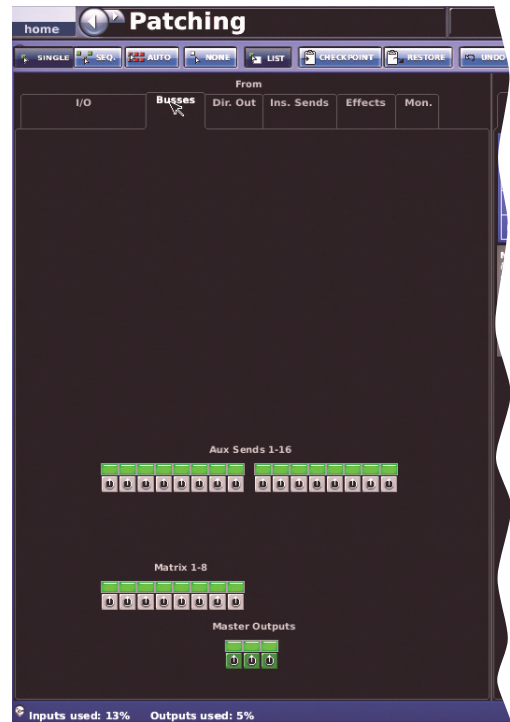 home
Patching
SINGLE SEQ. AUTO NONE LIST CHECKPOINT RESTORE UNDO
From
I/O Busses Dir. Out Ins. Sends Effects Mon.
Aux Sends 1-16
Matrix 1-8
Master Outputs
Inputs used: 13% Outputs used: 5%